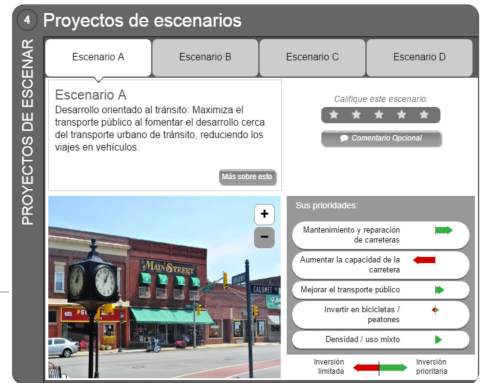 4 Proyectos de escenarios
PROYECTOS DE ESCENAR
Escenario A
Escenario B
Escenario C
Escenario D
Escenario A
Desarrollo orientado al tránsito: Maximiza el
transporte público al fomentar el desarrollo cerca
del transporte urbano de tránsito, reduciendo los
viajes en vehículos.
Más sobre esto
Califique este escenario:
Comentario Opcional
+
−
MAIN STREET
CALUMET
Sus prioridades:
Mantenimiento y reparación
de carreteras
Aumentar la capacidad de la
carretera
Mejorar el transporte público
Invertir en bicicletas /
peatones
Densidad / uso mixto
Inversión
limitada
Inversión
prioritaria